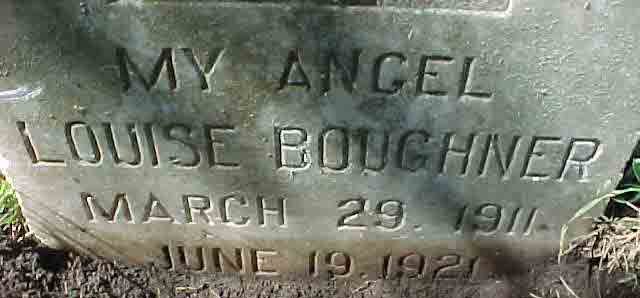 MY ANGEL
LOUISE BOUGHNER
MARCH 29. 1911.
JUNE 19. 1921.